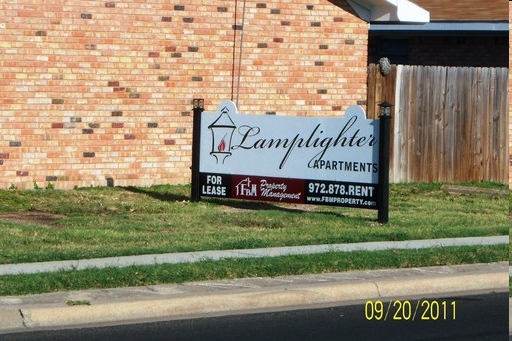 Lamplighter
APARTMENTS
FOR
LEASE
FBM
Property
Management
972.878.RENT
www.FBMPROPERTY.com
09/20/2011